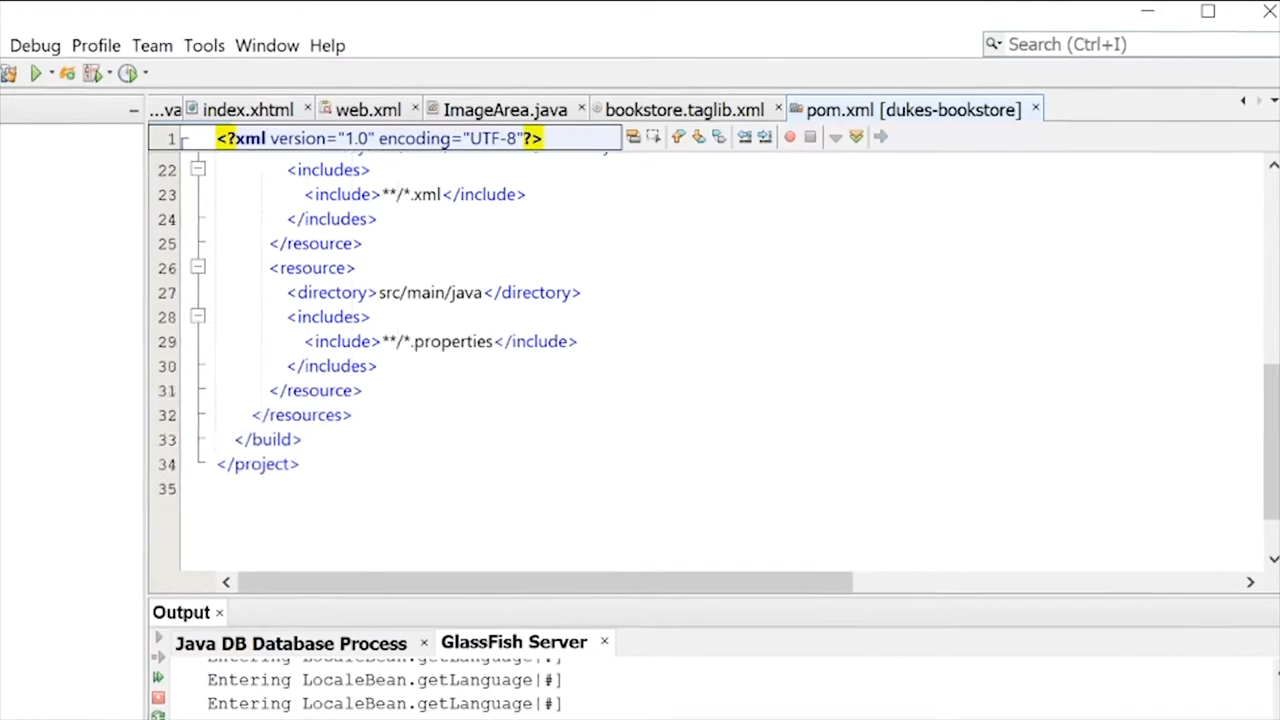 Debug Profile Team Tools Window Help
Search (Ctrl+I)
...va index.xhtml × web.xml × ImageArea.java × bookstore.taglib.xml × pom.xml [dukes-bookstore] ×
1 <?xml version="1.0" encoding="UTF-8"?>
22 <includes>
23 <include>**/*.xml</include>
24 </includes>
25 </resource>
26 <resource>
27 <directory>src/main/java</directory>
28 <includes>
29 <include>**/*.properties</include>
30 </includes>
31 </resource>
32 </resources>
33 </build>
34 </project>
35
Output ×
Java DB Database Process × GlassFish Server ×
Entering LocaleBean.getLanguage|#]
Entering LocaleBean.getLanguage|#]
Entering LocaleBean.getLanguage|#]